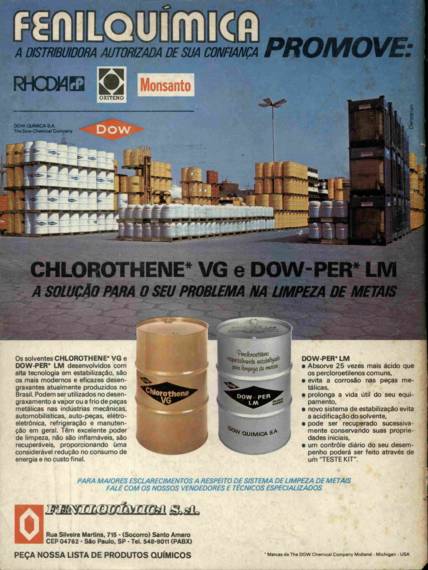 FENILQUÍMICA
A DISTRIBUIDORA AUTORIZADA DE SUA CONFIANÇA PROMOVE:
RHODIA
OXITENO
Monsanto
DOW QUIMICA S.A.
The Dow Chemical Company
DOW
CHLOROTHENE* VG e DOW-PER* LM
A SOLUÇÃO PARA O SEU PROBLEMA NA LIMPEZA DE METAIS
Chlorothene
VG
Percloroetileno
especialmente estabilizado
para limpeza de metais
DOW - PER
LM
DOW QUIMICA S.A.
Os solventes CHLOROTHENE* VG e
DOW-PER* LM desenvolvidos com
alta tecnologia em estabilização, são
os mais modernos e eficazes desen-
graxantes atualmente produzidos no
Brasil. Podem ser utilizados no desen-
graxamento a vapor ou a frio de peças
metálicas nas indústrias mecânicas,
automobilísticas, auto-peças, eletro-
eletrônica, refrigeração e manuten-
ção em geral. Têm excelente poder
de limpeza, não são inflamáveis, são
recuperáveis, proporcionando uma
considerável redução no consumo de
energia e no custo final.
DOW-PER* LM
• Absorve 25 vezes mais ácido que
os percloroetilenos comuns,
• evita a corrosão nas peças me-
tálicas,
• prolonga a vida útil do seu equi-
pamento,
• novo sistema de estabilização evita
a acidificação do solvente,
• pode ser recuperado sucessiva-
mente conservando suas proprie-
dades iniciais,
• um contrôle diário do seu desem-
penho poderá ser feito através de
um "TESTE KIT".
PARA MAIORES ESCLARECIMENTOS A RESPEITO DE SISTEMA DE LIMPEZA DE METAIS
FALE COM OS NOSSOS VENDEDORES E TÉCNICOS ESPECIALIZADOS
FENILQUÍMICA S.A.
Rua Silveira Martins, 715 - (Socorro) Santo Amaro
CEP 04762 - São Paulo, SP - Tel. 548-9011 (PABX)
PEÇA NOSSA LISTA DE PRODUTOS QUÍMICOS
* Marcas da The DOW Chemical Company Midland - Michigan - USA